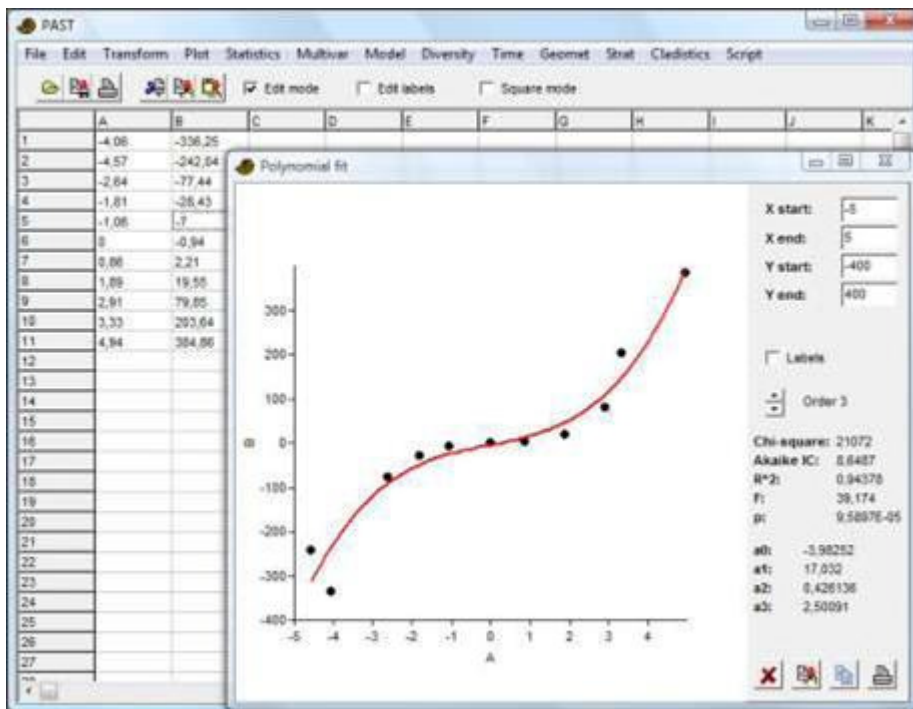 PAST
File Edit Transform Plot Statistics Multivar Model Diversity Time Geomet Strat Cladistics Script
Edit mode Edit labels Square mode
A B C D E F G H I J K
1 -4,06 -336,25
2 -4,57 -242,04
3 -2,64 -77,44
4 -1,81 -28,43
5 -1,06 -7
6 0 -0,94
7 0,86 2,21
8 1,89 19,55
9 2,91 79,85
10 3,33 203,64
11 4,94 384,86
12
13
14
15
16
17
18
19
20
21
22
23
24
25
26
27
Polynomial fit
X start: -5
X end: 5
Y start: -400
Y end: 400
Labels
Order 3
Chi-square: 21072
Akaike IC: 8,6487
R^2: 0,94378
F: 39,174
p: 9,5897E-05
a0: -3,98252
a1: 17,032
a2: 0,426136
a3: 2,50091
300
200
100
0
-100
-200
-300
-400
B
-5 -4 -3 -2 -1 0 1 2 3 4
A